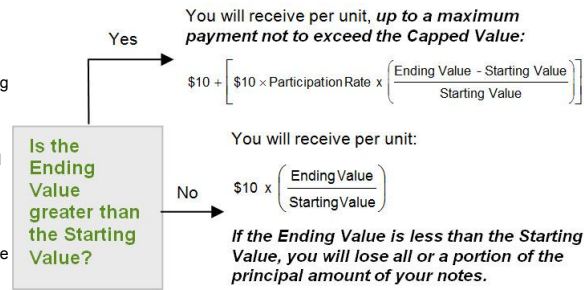 You will receive per unit, up to a maximum
payment not to exceed the Capped Value:
Yes
$10 + [ $10 × Participation Rate x ( Ending Value - Starting Value
Starting Value ) ]
g
Is the
Ending
Value
greater than
the Starting
Value?
No
You will receive per unit:
$10 x ( Ending Value
Starting Value )
If the Ending Value is less than the Starting
Value, you will lose all or a portion of the
principal amount of your notes.
e